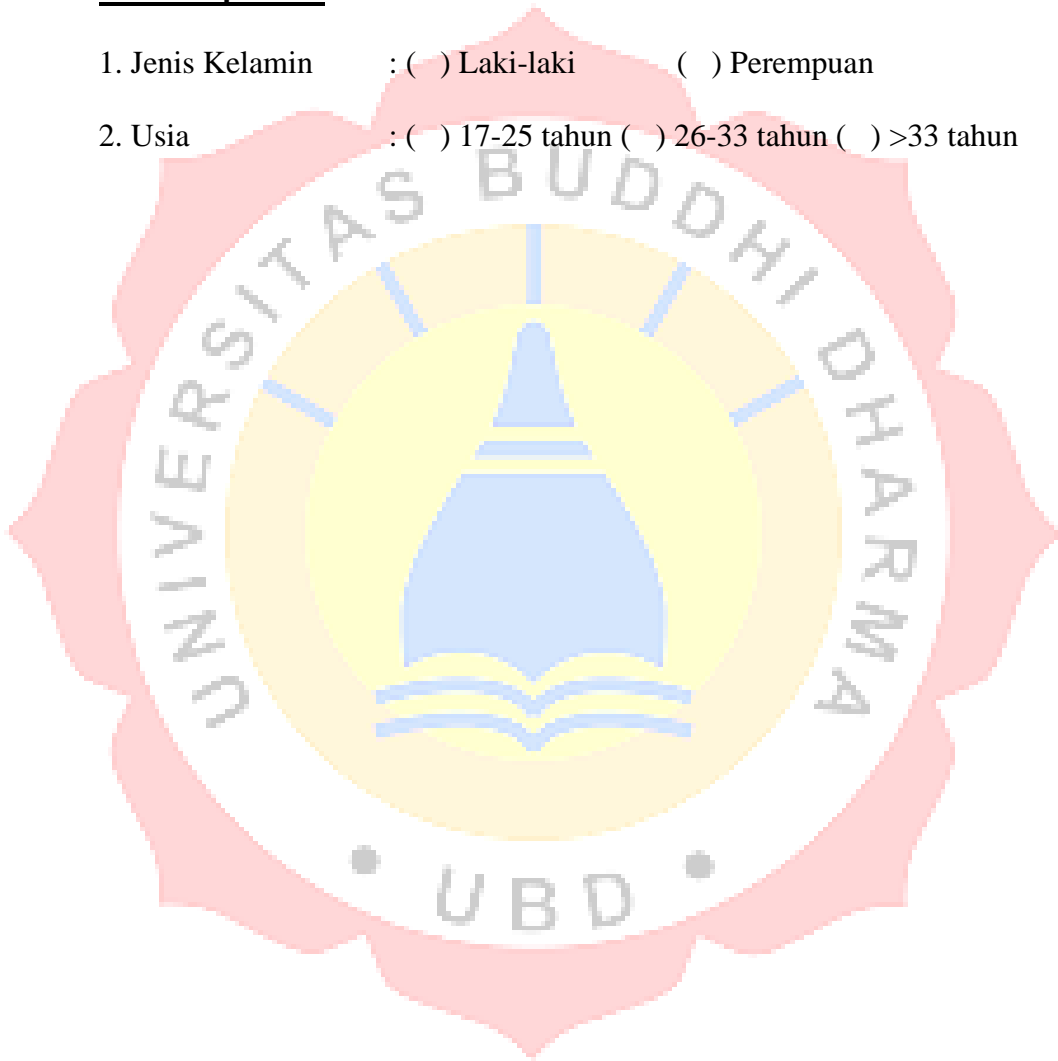 1. Jenis Kelamin : ( ) Laki-laki ( ) Perempuan
2. Usia : ( ) 17-25 tahun ( ) 26-33 tahun ( ) >33 tahun
UNIVERSITAS BUDDHI DHARMA
• UBD •